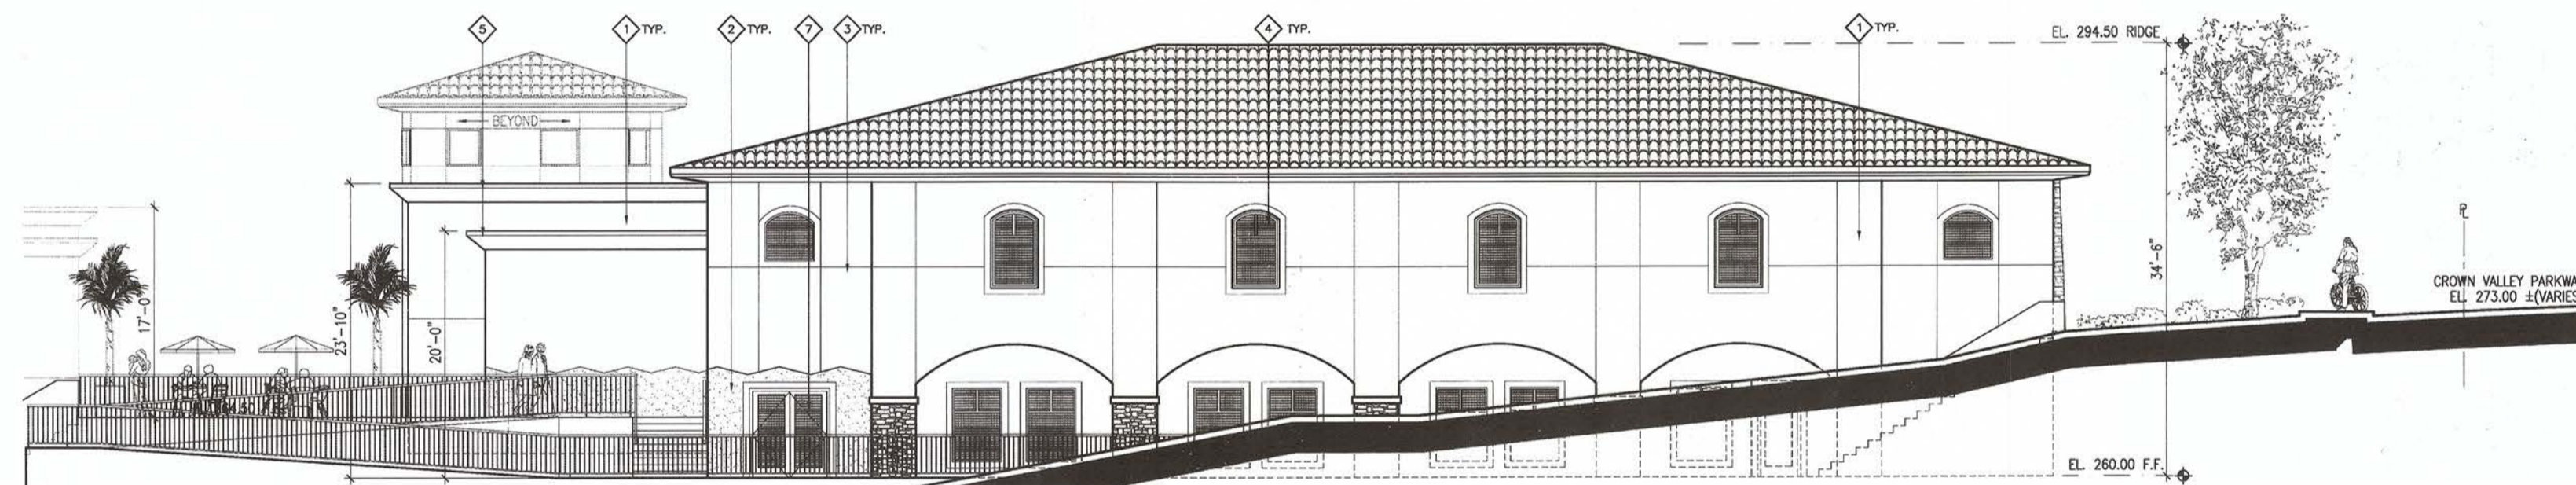 5
1 TYP.
2 TYP.
7
3 TYP.
4 TYP.
1 TYP.
EL. 294.50 RIDGE
BEYOND
17'-0
23'-10"
20'-0"
34'-6"
CROWN VALLEY PARKWA
EL 273.00 ±(VARIES
EL. 260.00 F.F.